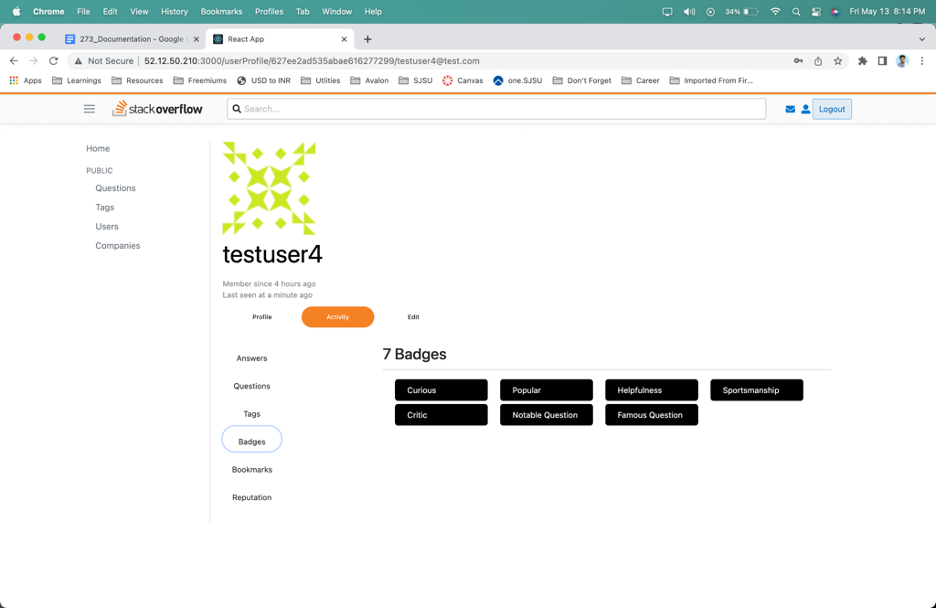 Chrome File Edit View History Bookmarks Profiles Tab Window Help 34% Fri May 13 8:14 PM
273_Documentation - Google React App
Not Secure 52.12.50.210:3000/userProfile/627ee2ad535abae616277299/testuser4@test.com
Apps Learnings Resources Freemiums USD to INR Utlities Avalon SJSU Canvas one.SJSU Don't Forget Career Imported From Fir...
stackoverflow Search... Logout
Home
PUBLIC
Questions
Tags
Users
Companies
testuser4
Member since 4 hours ago
Last seen at a minute ago
Profile Activity Edit
Answers
Questions
Tags
Badges
Bookmarks
Reputation
7 Badges
Curious Popular Helpfulness Sportsmanship
Critic Notable Question Famous Question